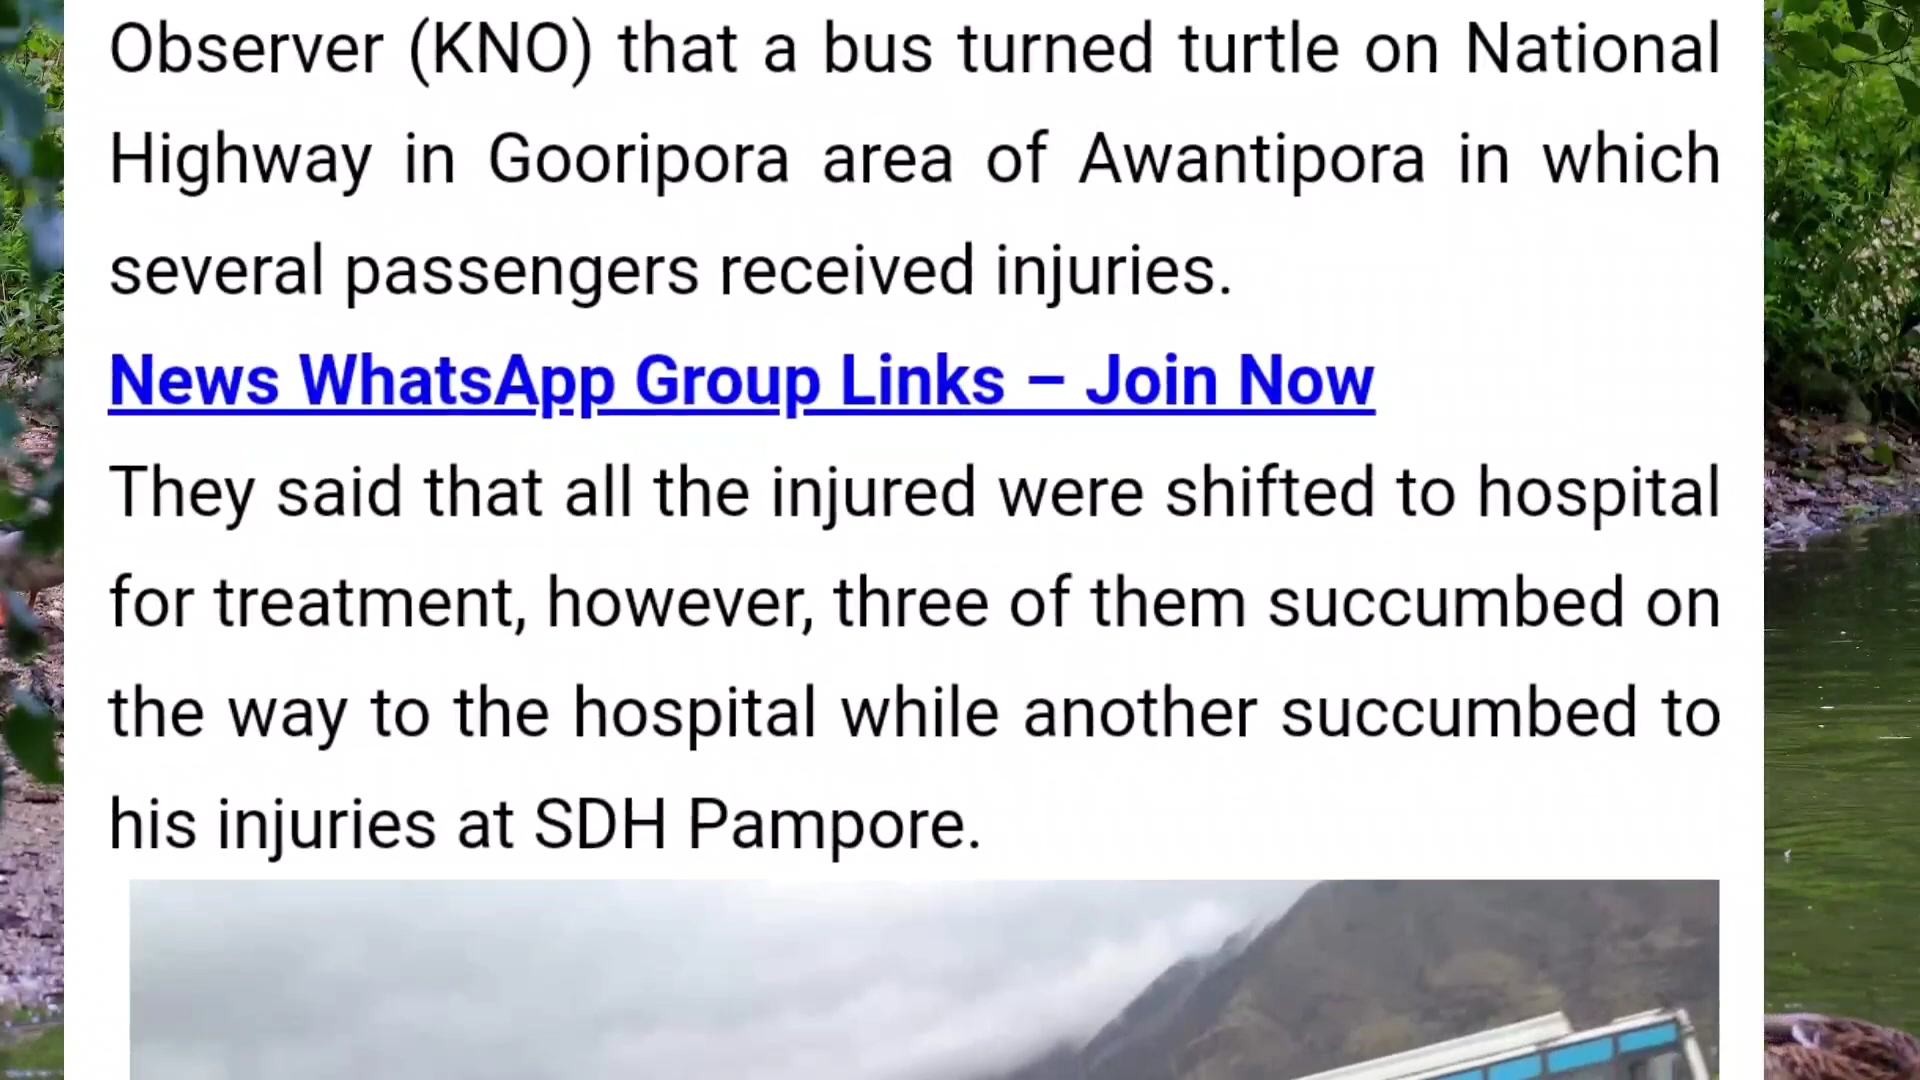 Observer (KNO) that a bus turned turtle on National
Highway in Gooripora area of Awantipora in which
several passengers received injuries.
News WhatsApp Group Links – Join Now
They said that all the injured were shifted to hospital
for treatment, however, three of them succumbed on
the way to the hospital while another succumbed to
his injuries at SDH Pampore.